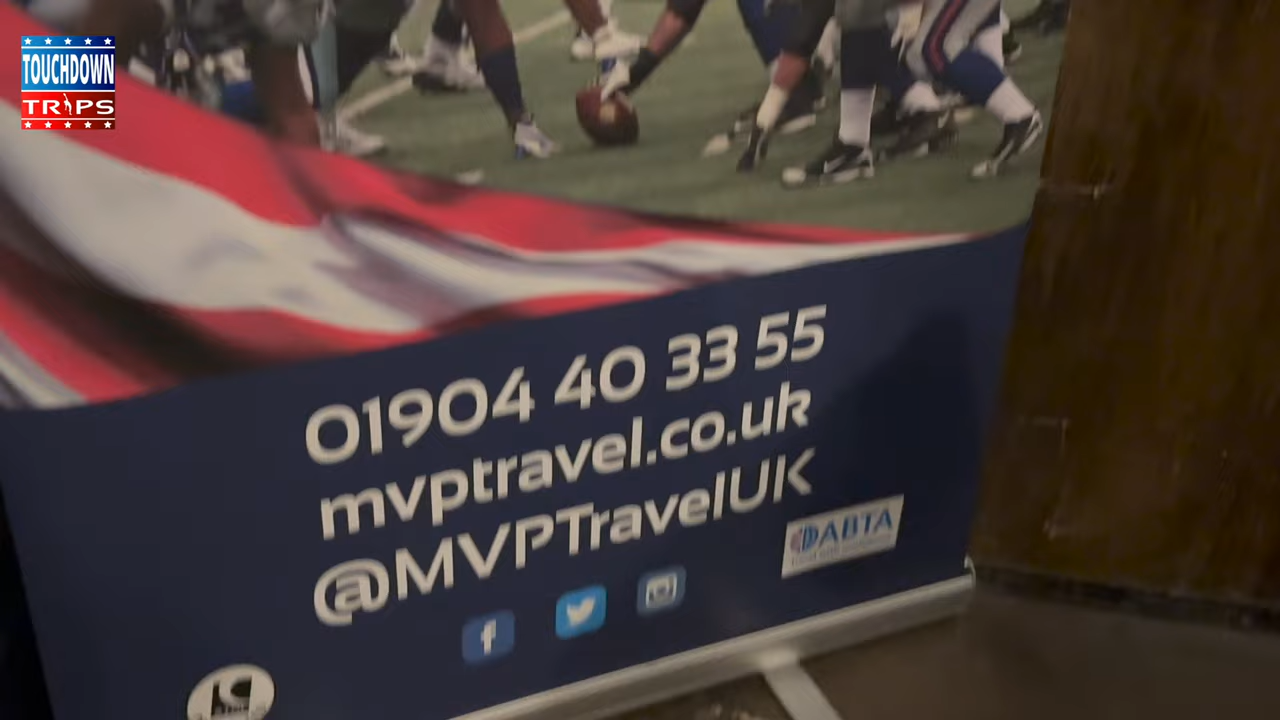 TOUCHDOWN
TRIPS
01904 40 33 55
mvptravel.co.uk
@MVPTravelUK
ABTA